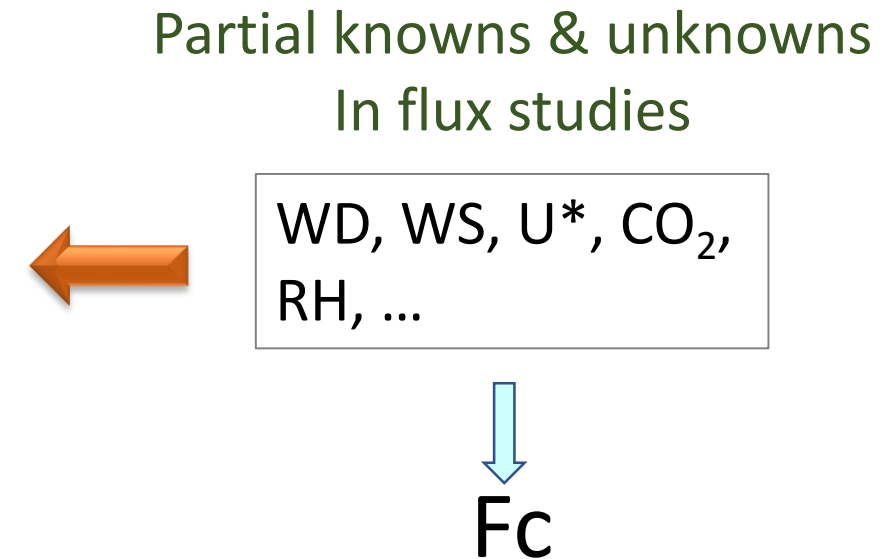 Partial knowns & unknowns
In flux studies
WD, WS, U*, CO₂,
RH, …
Fc